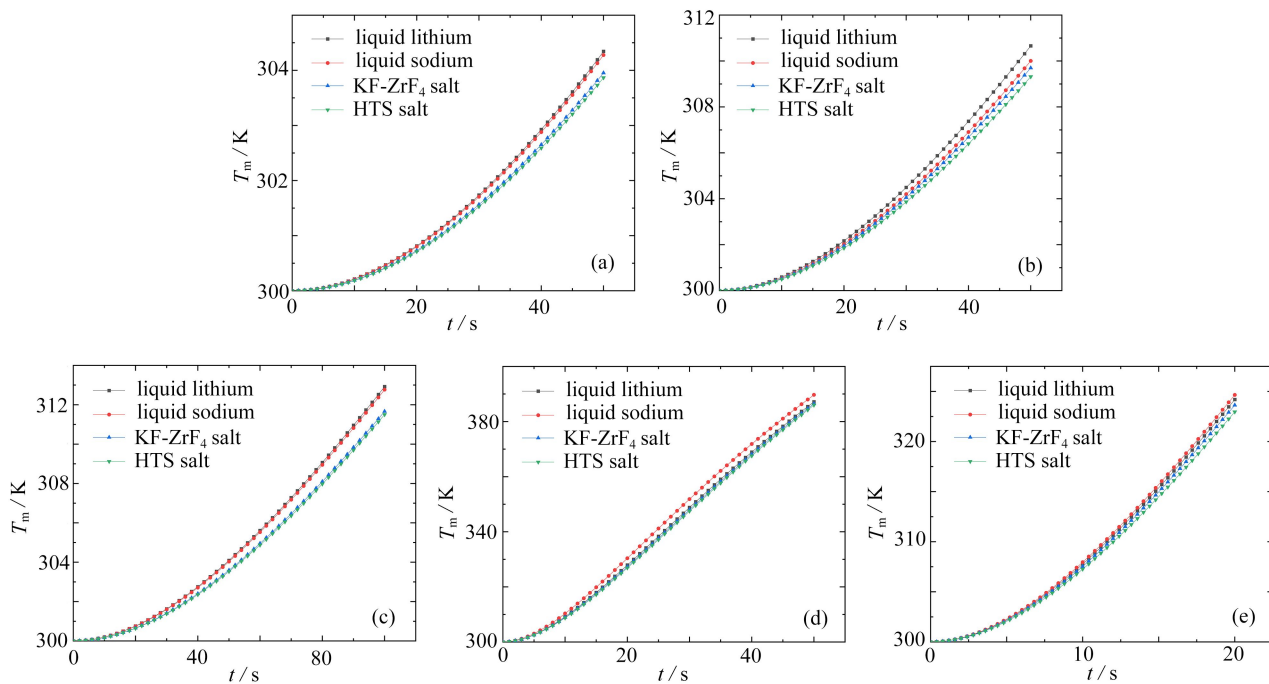 liquid lithium
liquid sodium
KF-ZrF₄ salt
HTS salt
304
302
300
Tₘ / K
0
20
40
t / s
(a)
liquid lithium
liquid sodium
KF-ZrF₄ salt
HTS salt
312
310
308
306
304
302
300
Tₘ / K
0
20
40
t / s
(b)
liquid lithium
liquid sodium
KF-ZrF₄ salt
HTS salt
312
308
304
300
Tₘ / K
0
40
80
t / s
(c)
liquid lithium
liquid sodium
KF-ZrF₄ salt
HTS salt
380
340
300
Tₘ / K
0
20
40
t / s
(d)
liquid lithium
liquid sodium
KF-ZrF₄ salt
HTS salt
320
310
300
Tₘ / K
0
10
20
t / s
(e)